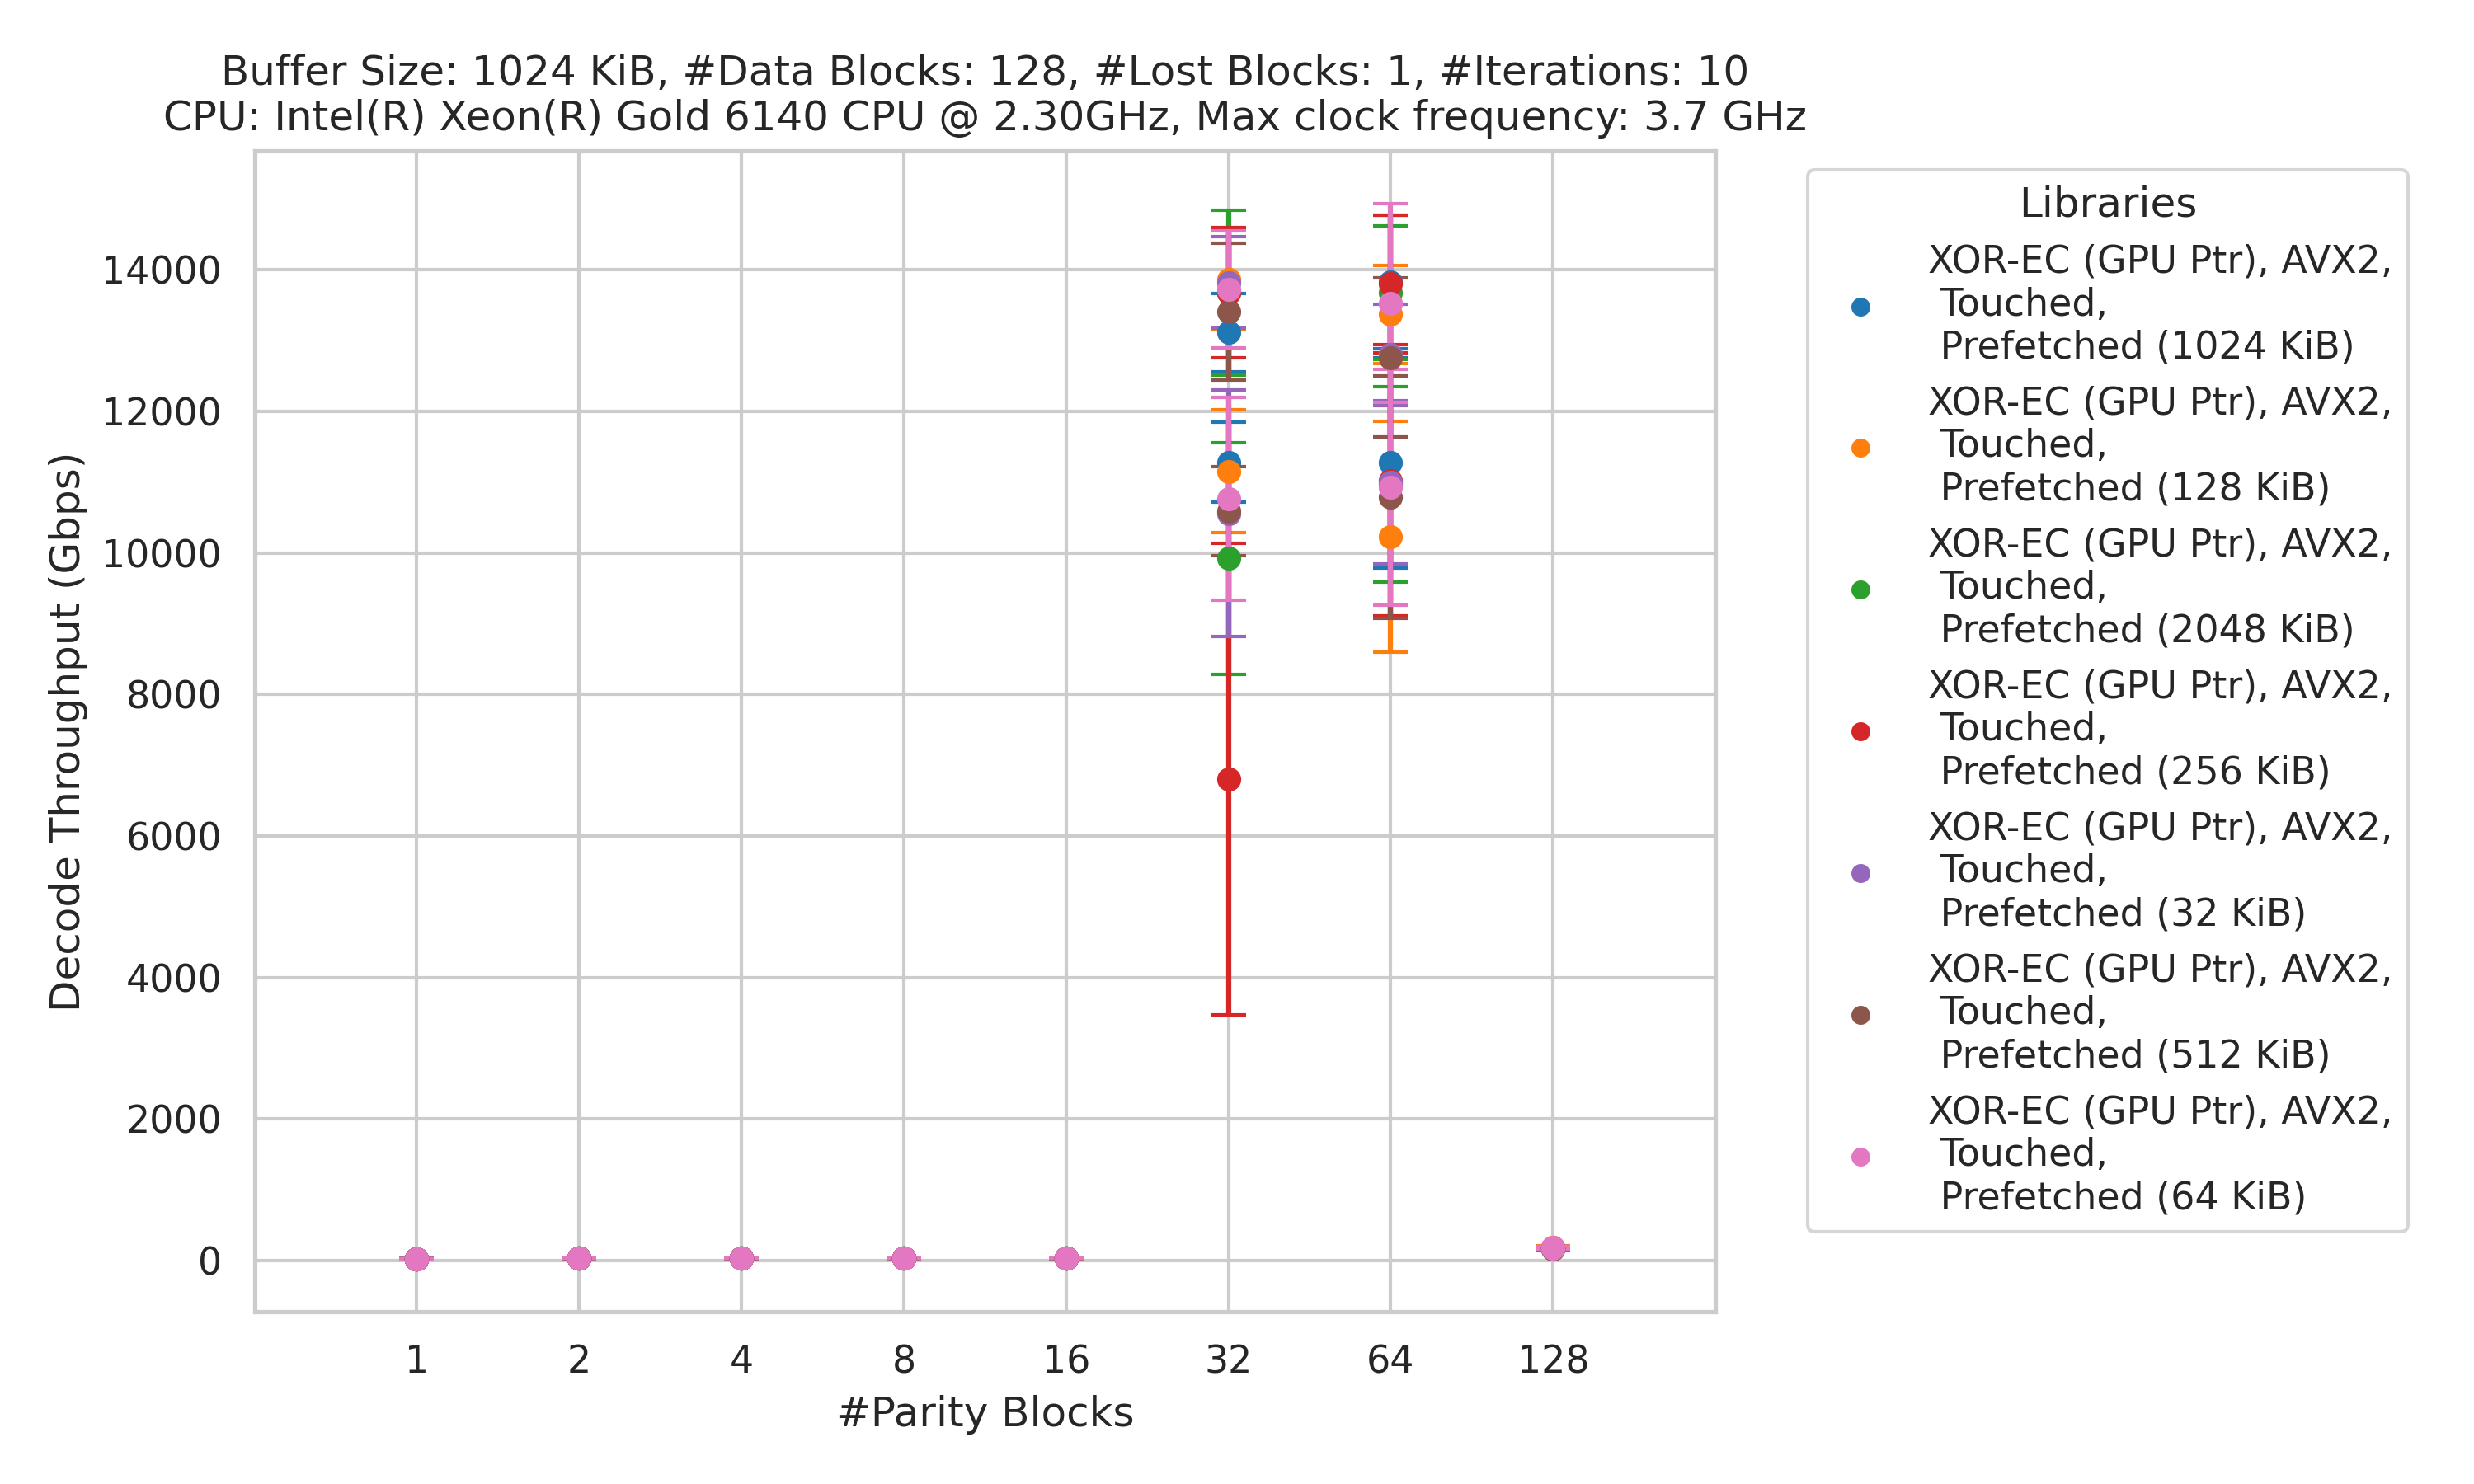 Buffer Size: 1024 KiB, #Data Blocks: 128, #Lost Blocks: 1, #Iterations: 10
CPU: Intel(R) Xeon(R) Gold 6140 CPU @ 2.30GHz, Max clock frequency: 3.7 GHz
Decode Throughput (Gbps)
14000
12000
10000
8000
6000
4000
2000
0
1 2 4 8 16 32 64 128
#Parity Blocks
Libraries
XOR-EC (GPU Ptr), AVX2,
Touched,
Prefetched (1024 KiB)
XOR-EC (GPU Ptr), AVX2,
Touched,
Prefetched (128 KiB)
XOR-EC (GPU Ptr), AVX2,
Touched,
Prefetched (2048 KiB)
XOR-EC (GPU Ptr), AVX2,
Touched,
Prefetched (256 KiB)
XOR-EC (GPU Ptr), AVX2,
Touched,
Prefetched (32 KiB)
XOR-EC (GPU Ptr), AVX2,
Touched,
Prefetched (512 KiB)
XOR-EC (GPU Ptr), AVX2,
Touched,
Prefetched (64 KiB)